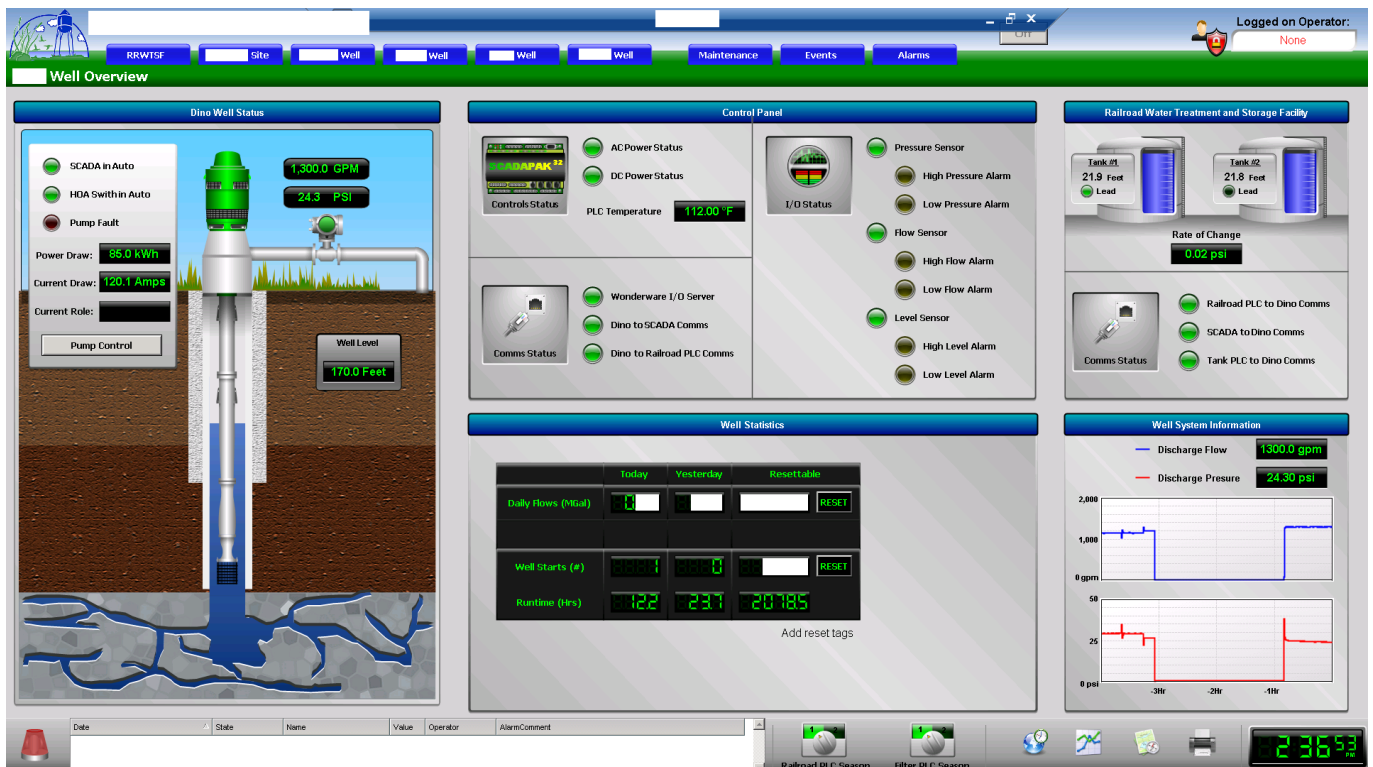 Off
Logged on Operator:
None
RRWTSF
Site
Well
Well
Well
Well
Maintenance
Events
Alarms
Well Overview
Dino Well Status
SCADA in Auto
HOA Swith in Auto
Pump Fault
Power Draw: 85.0 kWh
Current Draw: 120.1 Amps
Current Role:
Pump Control
1,300.0 GPM
24.3 PSI
Well Level
170.0 Feet
Control Panel
SCADAPAK 32
Controls Status
AC Power Status
DC Power Status
PLC Temperature 112.00 °F
Comms Status
Wonderware I/O Server
Dino to SCADA Comms
Dino to Railroad PLC Comms
I/O Status
Pressure Sensor
High Pressure Alarm
Low Pressure Alarm
Flow Sensor
High Flow Alarm
Low Flow Alarm
Level Sensor
High Level Alarm
Low Level Alarm
Railroad Water Treatment and Storage Facility
Tank #1
21.9 Feet
Lead
Tank #2
21.8 Feet
Lead
Rate of Change
0.02 psi
Comms Status
Railroad PLC to Dino Comms
SCADA to Dino Comms
Tank PLC to Dino Comms
Well Statistics
Today Yesterday Resettable
Daily Flows (MGal) 0 RESET
Well Starts (#) 1 0 RESET
Runtime (Hrs) 12.2 23.7 2078.5
Add reset tags
Well System Information
Discharge Flow 1300.0 gpm
Discharge Presure 24.30 psi
2,000
1,000
0 gpm
50
25
0 psi
-3Hr -2Hr -1Hr
Date State Name Value Operator AlarmComment
1 2
Railroad PLC Season
1 2
Filter PLC Season
2:36 53
PM